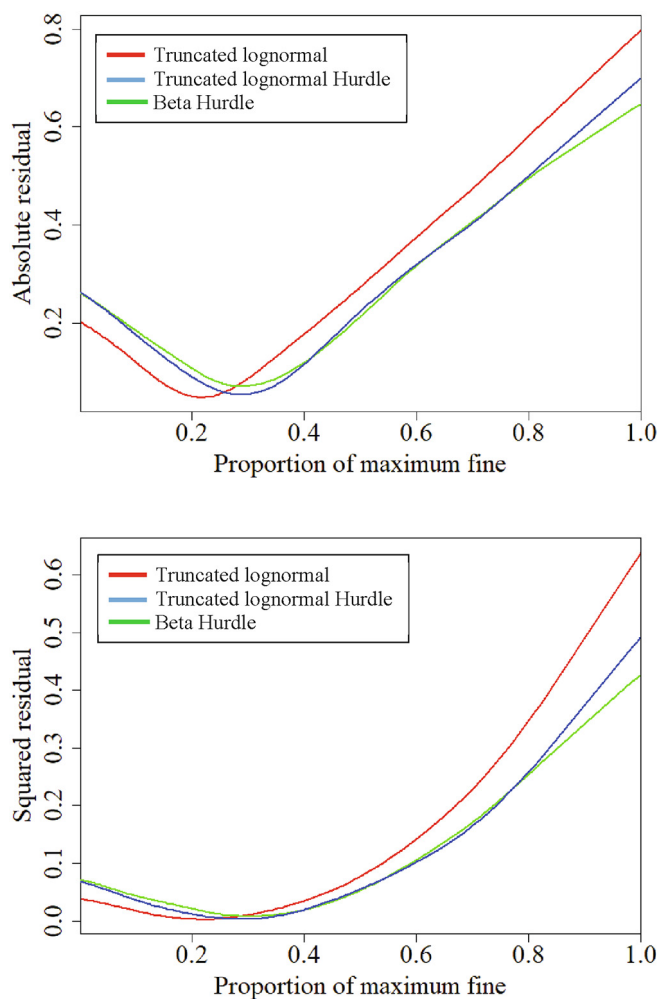 Truncated lognormal
Truncated lognormal Hurdle
Beta Hurdle
Absolute residual
0.8
0.6
0.4
0.2
0.2 0.4 0.6 0.8 1.0
Proportion of maximum fine
Truncated lognormal
Truncated lognormal Hurdle
Beta Hurdle
Squared residual
0.6
0.5
0.4
0.3
0.2
0.1
0.0
0.2 0.4 0.6 0.8 1.0
Proportion of maximum fine